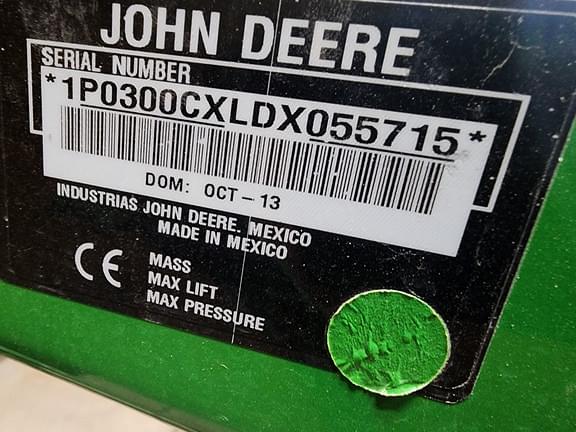 JOHN DEERE
SERIAL NUMBER
*1P0300CXLDX055715*
DOM: OCT-13
INDUSTRIAS JOHN DEERE, MEXICO
MADE IN MEXICO
CE
MASS
MAX LIFT
MAX PRESSURE